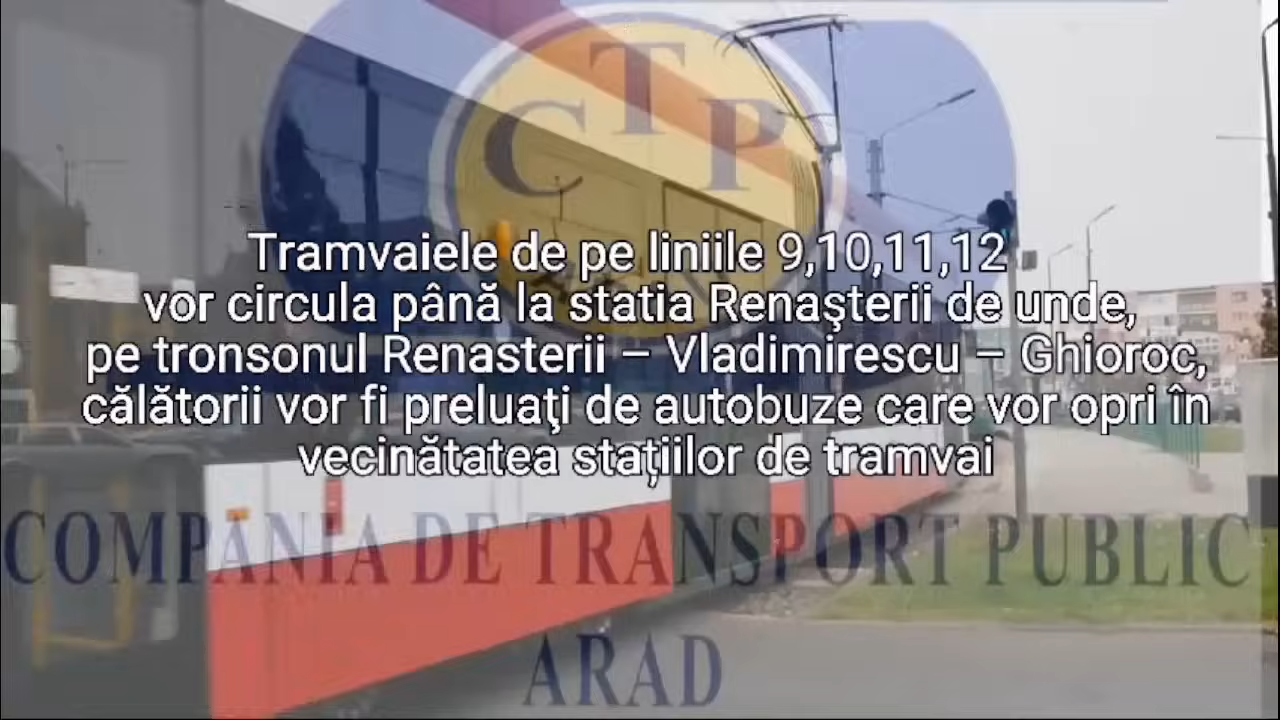 CTP
Tramvaiele de pe liniile 9,10,11,12
vor circula până la statia Renaşterii de unde,
pe tronsonul Renasterii – Vladimirescu – Ghioroc,
călătorii vor fi preluaţi de autobuze care vor opri în
vecinătatea stațiilor de tramvai
COMPANIA DE TRANSPORT PUBLIC
ARAD